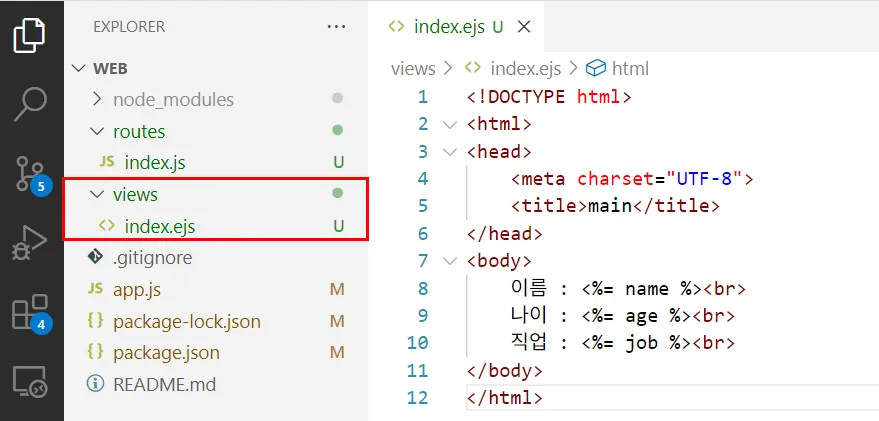 EXPLORER ...
WEB
node_modules
routes
JS index.js U
views
<> index.ejs U
.gitignore
JS app.js M
{} package-lock.json M
{} package.json M
README.md
5
4
<> index.ejs U ×
views > <> index.ejs > html
1 <!DOCTYPE html>
2 <html>
3 <head>
4 <meta charset="UTF-8">
5 <title>main</title>
6 </head>
7 <body>
8 이름 : <%= name %><br>
9 나이 : <%= age %><br>
10 직업 : <%= job %><br>
11 </body>
12 </html>